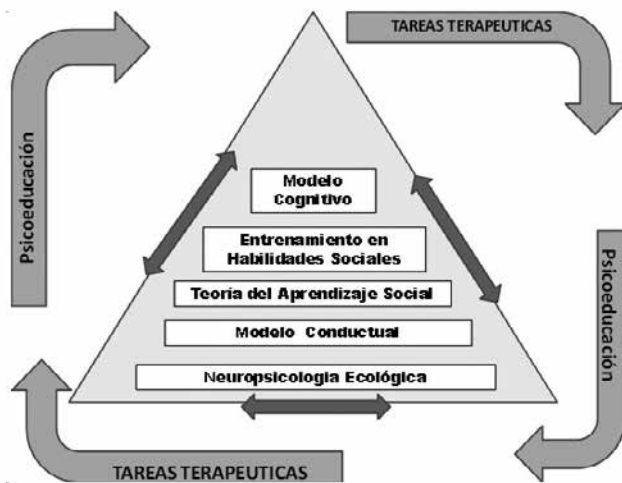 TAREAS TERAPEUTICAS
Psicoeducación
Modelo
Cognitivo
Entrenamiento en
Habilidades Sociales
Teoría del Aprendizaje Social
Modelo Conductual
Neuropsicología Ecológica
Psicoeducación
TAREAS TERAPEUTICAS